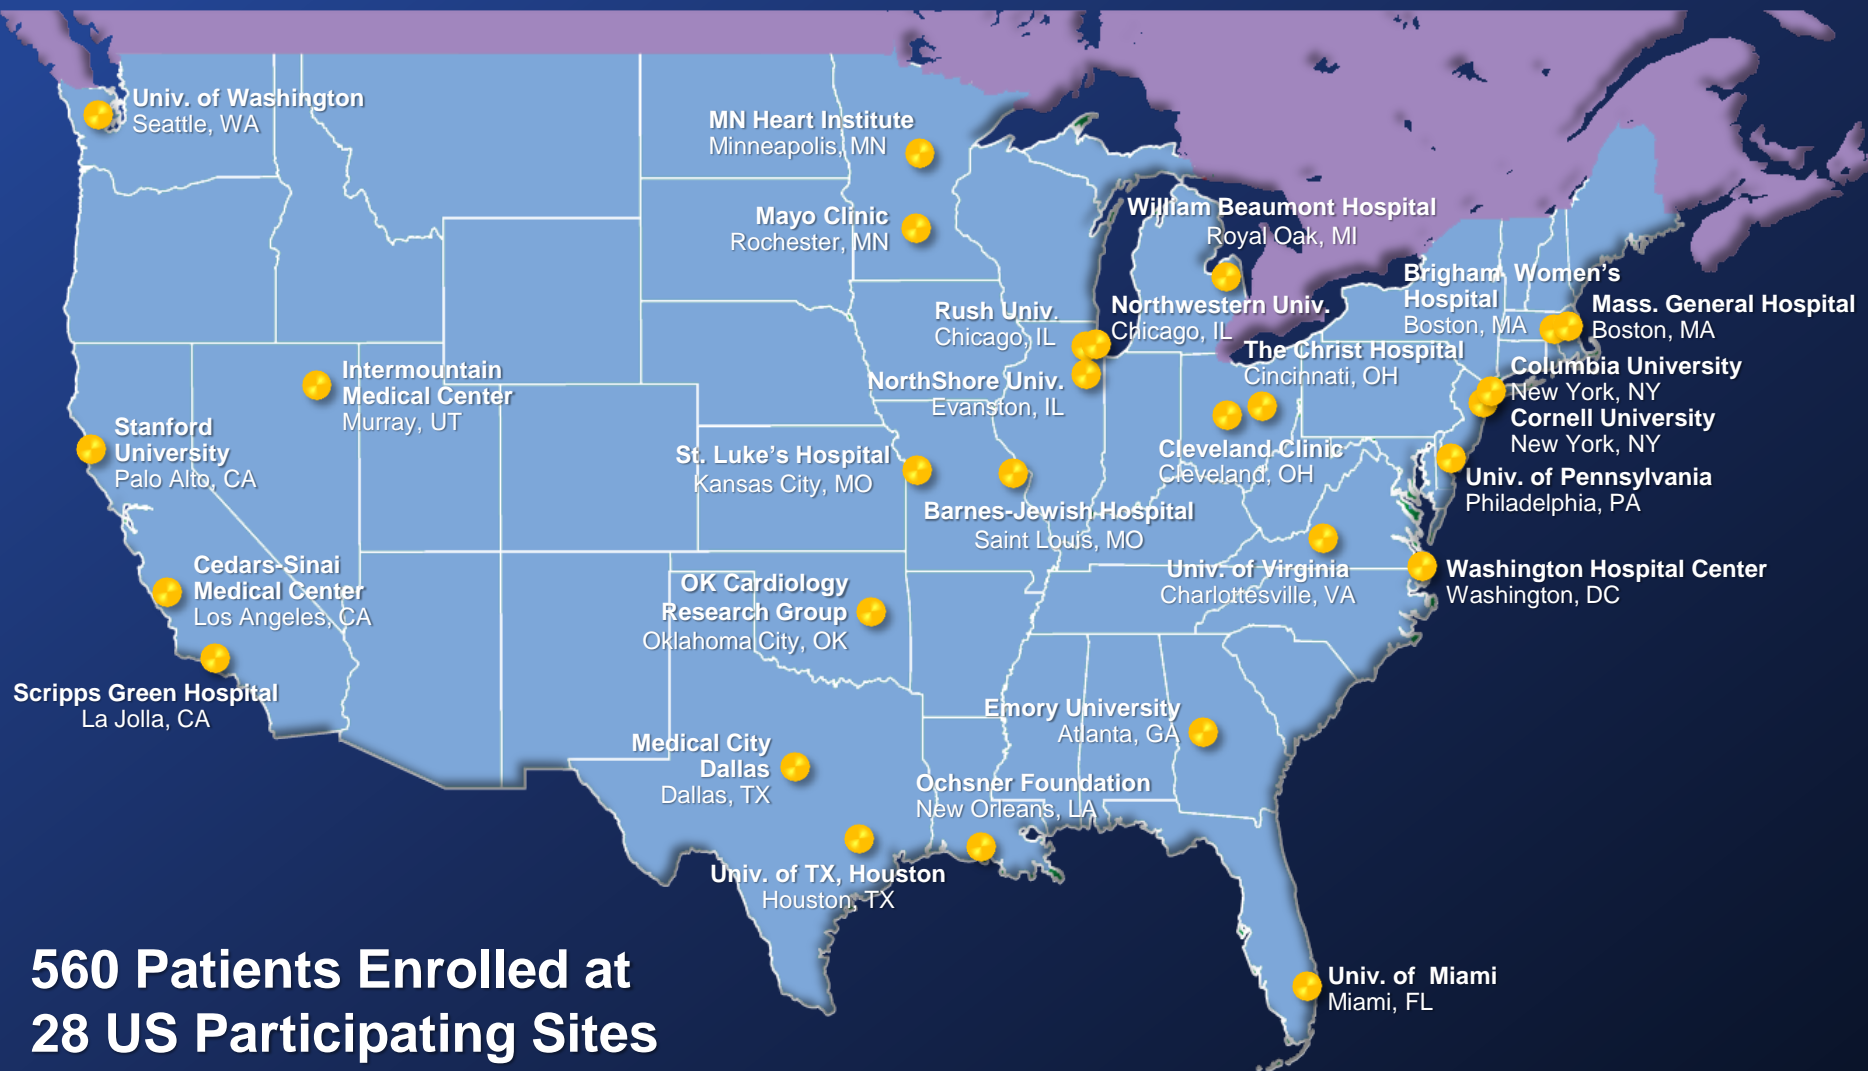 Univ. of Washington
Seattle, WA
MN Heart Institute
Minneapolis, MN
Mayo Clinic
Rochester, MN
William Beaumont Hospital
Royal Oak, MI
Brigham Women's
Hospital
Boston, MA
Mass. General Hospital
Boston, MA
Rush Univ.
Chicago, IL
Northwestern Univ.
Chicago, IL
The Christ Hospital
Cincinnati, OH
NorthShore Univ.
Evanston, IL
Columbia University
New York, NY
Cornell University
New York, NY
Intermountain
Medical Center
Murray, UT
Stanford
University
Palo Alto, CA
St. Luke's Hospital
Kansas City, MO
Cleveland Clinic
Cleveland, OH
Univ. of Pennsylvania
Philadelphia, PA
Barnes-Jewish Hospital
Saint Louis, MO
Cedars-Sinai
Medical Center
Los Angeles, CA
OK Cardiology
Research Group
Oklahoma City, OK
Univ. of Virginia
Charlottesville, VA
Washington Hospital Center
Washington, DC
Scripps Green Hospital
La Jolla, CA
Emory University
Atlanta, GA
Medical City
Dallas
Dallas, TX
Ochsner Foundation
New Orleans, LA
Univ. of TX, Houston
Houston, TX
Univ. of Miami
Miami, FL
560 Patients Enrolled at
28 US Participating Sites